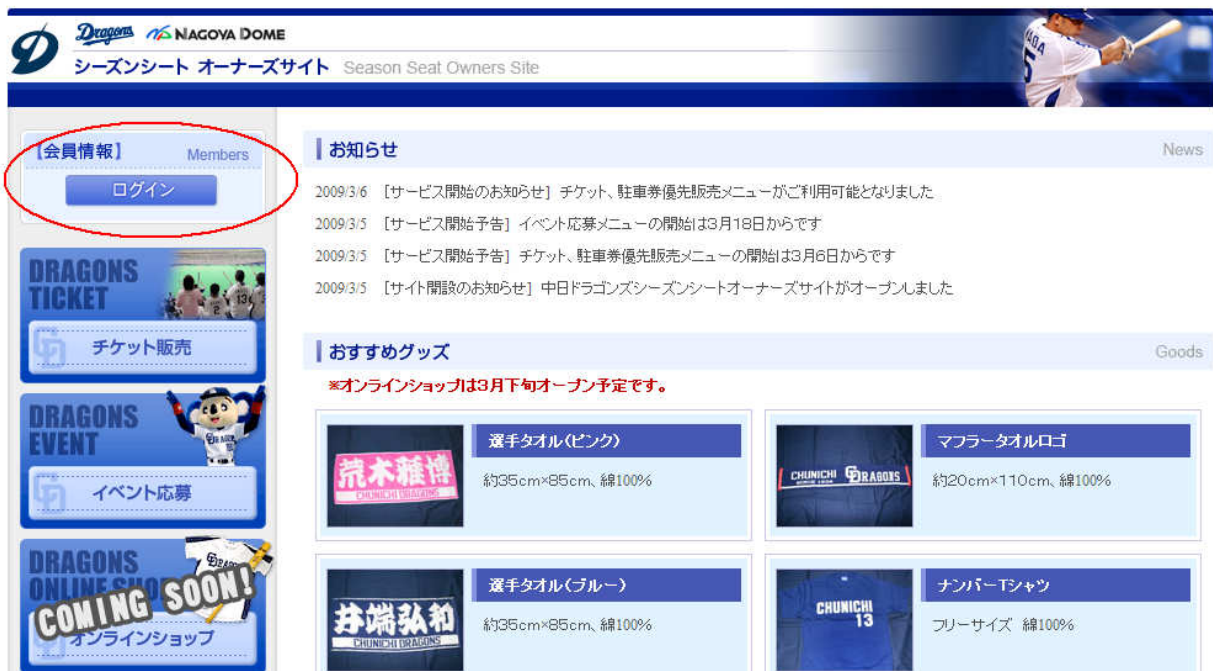 Dragons NAGOYA DOME
シーズンシート オーナーズサイト Season Seat Owners Site
【会員情報】 Members
ログイン
お知らせ News
2009/3/6 [サービス開始のお知らせ] チケット、駐車券優先販売メニューがご利用可能となりました
2009/3/5 [サービス開始予告] イベント応募メニューの開始は3月18日からです
2009/3/5 [サービス開始予告] チケット、駐車券優先販売メニューの開始は3月6日からです
2009/3/5 [サイト開設のお知らせ] 中日ドラゴンズシーズンシートオーナーズサイトがオープンしました
DRAGONS
TICKET
チケット販売
DRAGONS
EVENT
イベント応募
DRAGONS
ONLINE SHOP
COMING SOON!
オンラインショップ
おすすめグッズ Goods
※オンラインショップは3月下旬オープン予定です。
荒木雅博
CHUNICHI DRAGONS
選手タオル(ピンク)
約35cm×85cm、綿100%
CHUNICHI DRAGONS
マフラータオルロゴ
約20cm×110cm、綿100%
井端弘和
CHUNICHI DRAGONS
選手タオル(ブルー)
約35cm×85cm、綿100%
CHUNICHI
13
ナンバーTシャツ
フリーサイズ 綿100%